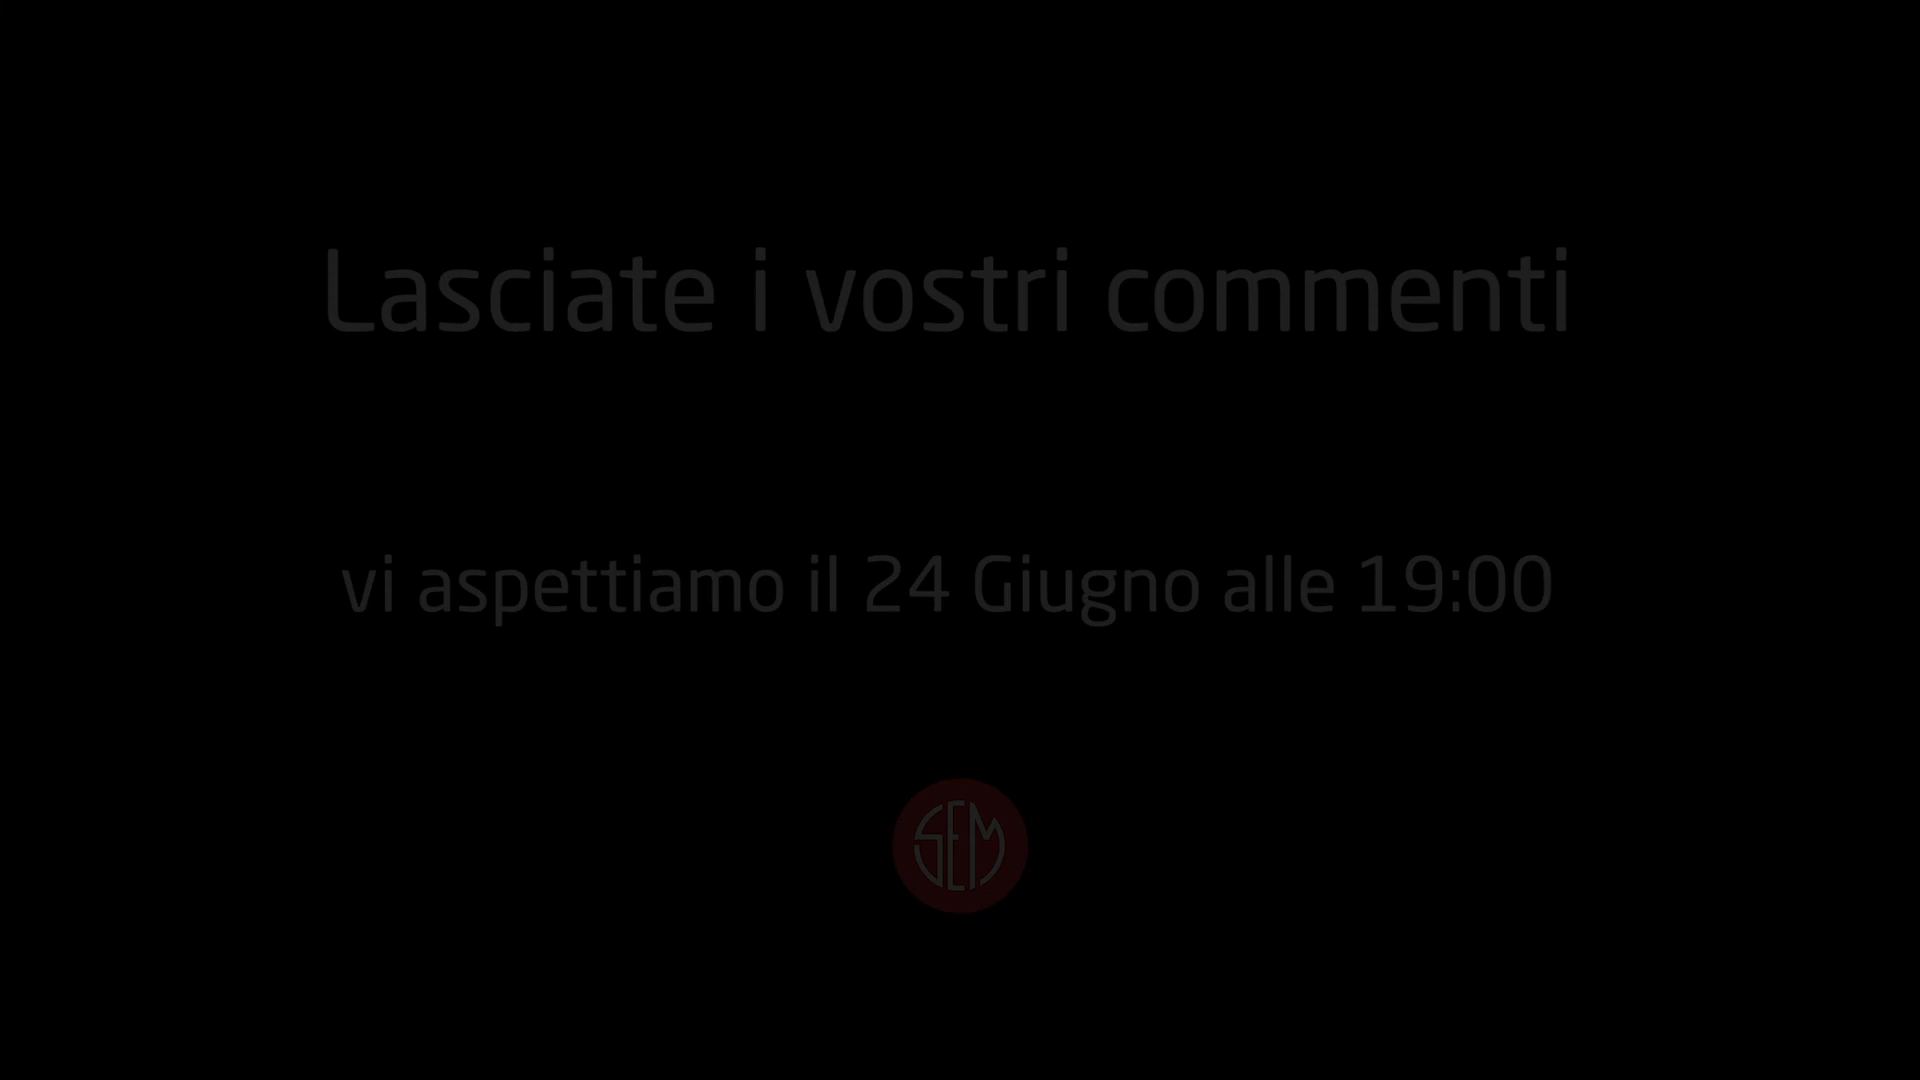 Lasciate i vostri commenti
vi aspettiamo il 24 Giugno alle 19:00
SEM